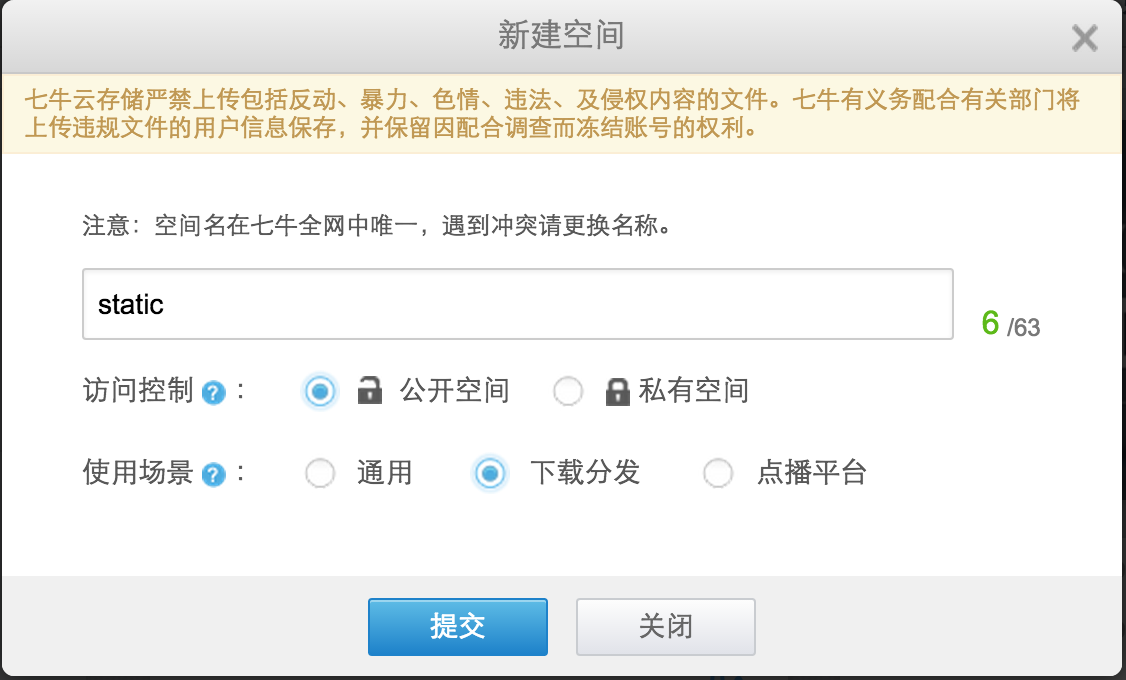 新建空间
七牛云存储严禁上传包括反动、暴力、色情、违法、及侵权内容的文件。七牛有义务配合有关部门将
上传违规文件的用户信息保存，并保留因配合调查而冻结账号的权利。
注意：空间名在七牛全网中唯一，遇到冲突请更换名称。
static
6 /63
访问控制 ? ： 公开空间 私有空间
使用场景 ? ： 通用 下载分发 点播平台
提交 关闭